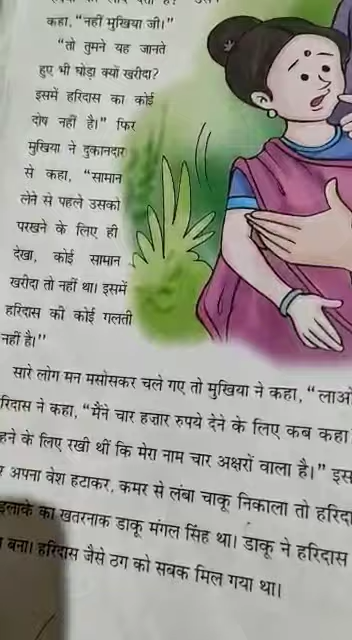 कहा, “नहीं मुखिया जी।”
“तो तुमने यह जानते
हुए भी घोड़ा क्यों खरीदा?
इसमें हरिदास का कोई
दोष नहीं है।” फिर
मुखिया ने दुकानदार
से कहा, “सामान
लेने से पहले उसको
परखने के लिए ही
देखा, कोई सामान
खरीदा तो नहीं था। इसमें
हरिदास की कोई गलती
नहीं है।”
सारे लोग मन मसोसकर चले गए तो मुखिया ने कहा, “लाओ
रिदास ने कहा, “मैंने चार हज़ार रुपये देने के लिए कब कहा
हने के लिए रखी थीं कि मेरा नाम चार अक्षरों वाला है।” इस
अपना वेश हटाकर, कमर से लंबा चाकू निकाला तो हरिदा
इलाके का खतरनाक डाकू मंगल सिंह था। डाकू ने हरिदास
बना। हरिदास जैसे ठग को सबक मिल गया था।